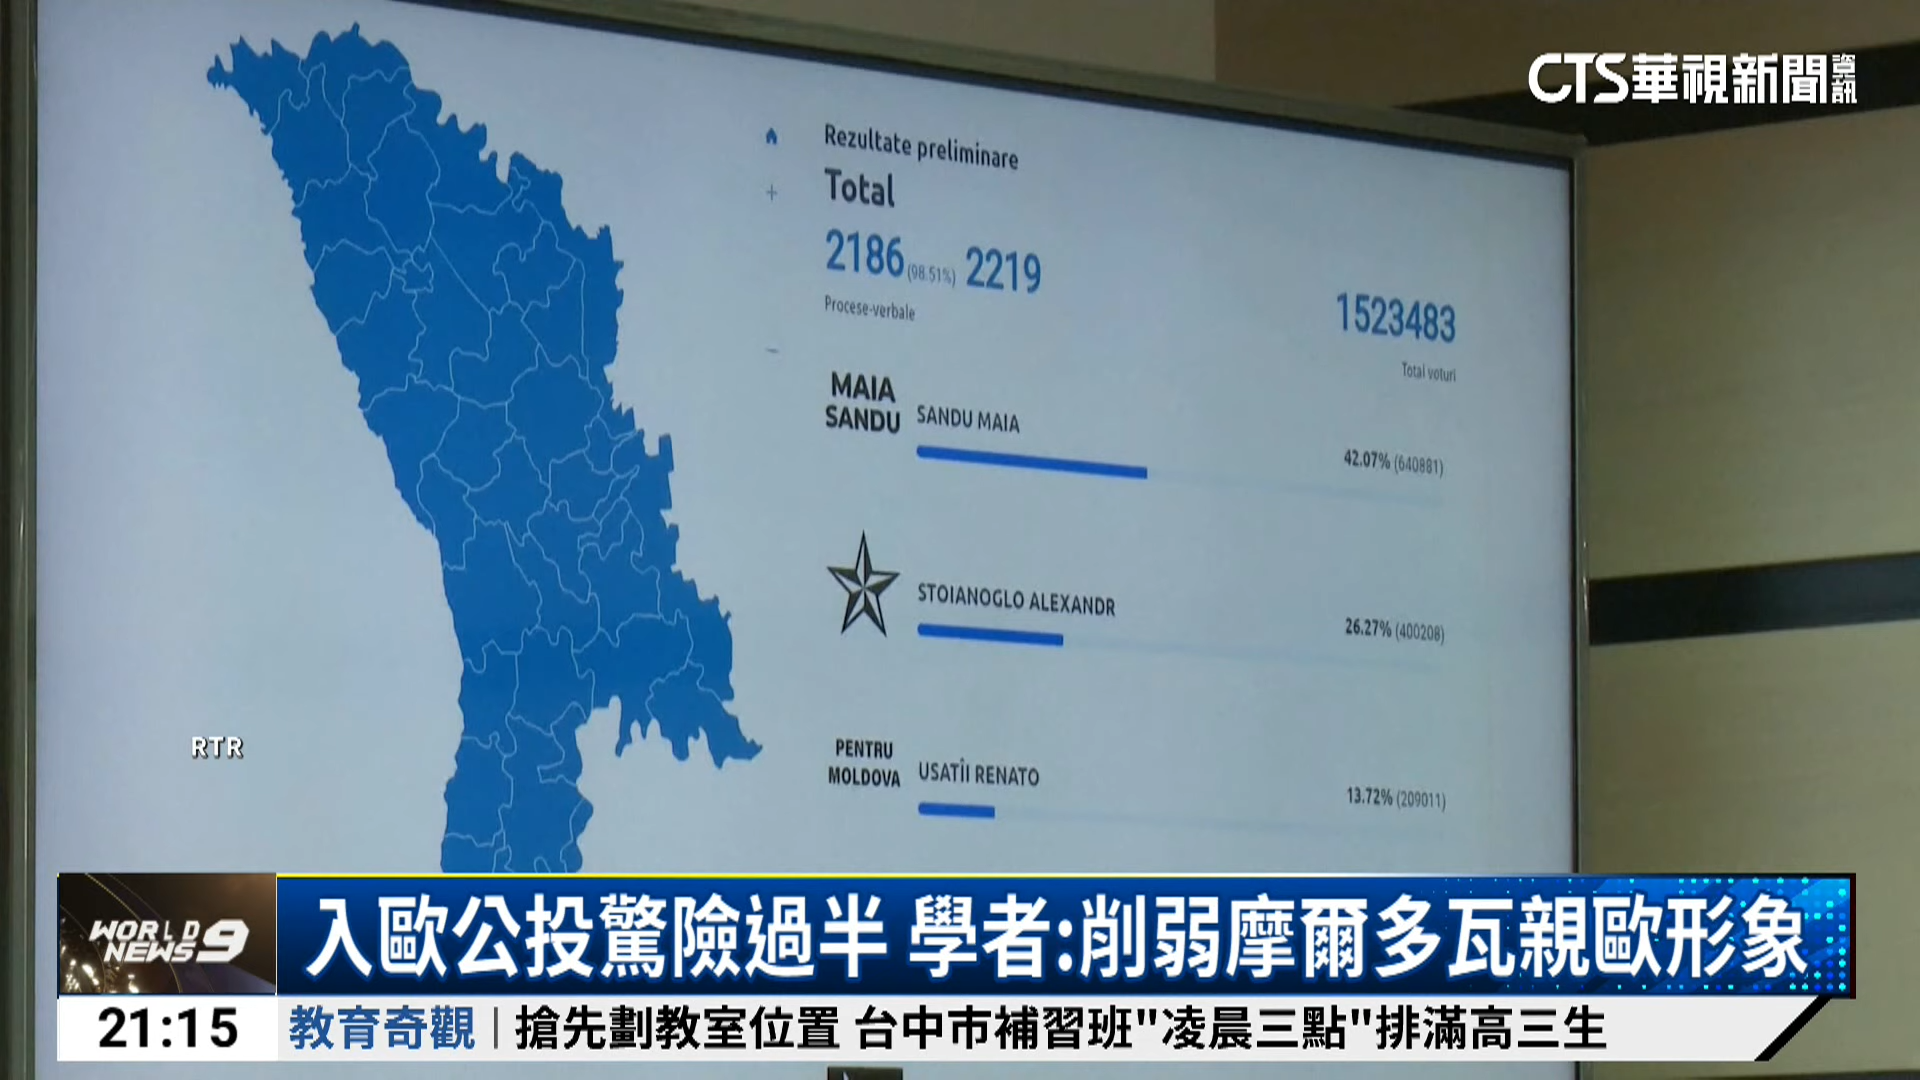 CTS華視新聞資訊
Rezultate preliminare
Total
2186 (98.51%) 2219
Procese-verbale
1523483
Total voturi
MAIA
SANDU
SANDU MAIA
42.07% (640881)
STOIANOGLO ALEXANDR
26.27% (400208)
PENTRU
MOLDOVA
USATÎI RENATO
13.72% (209011)
RTR
WORLD
NEWS 9
入歐公投驚險過半 學者:削弱摩爾多瓦親歐形象
21:15
教育奇觀|搶先劃教室位置 台中市補習班"凌晨三點"排滿高三生